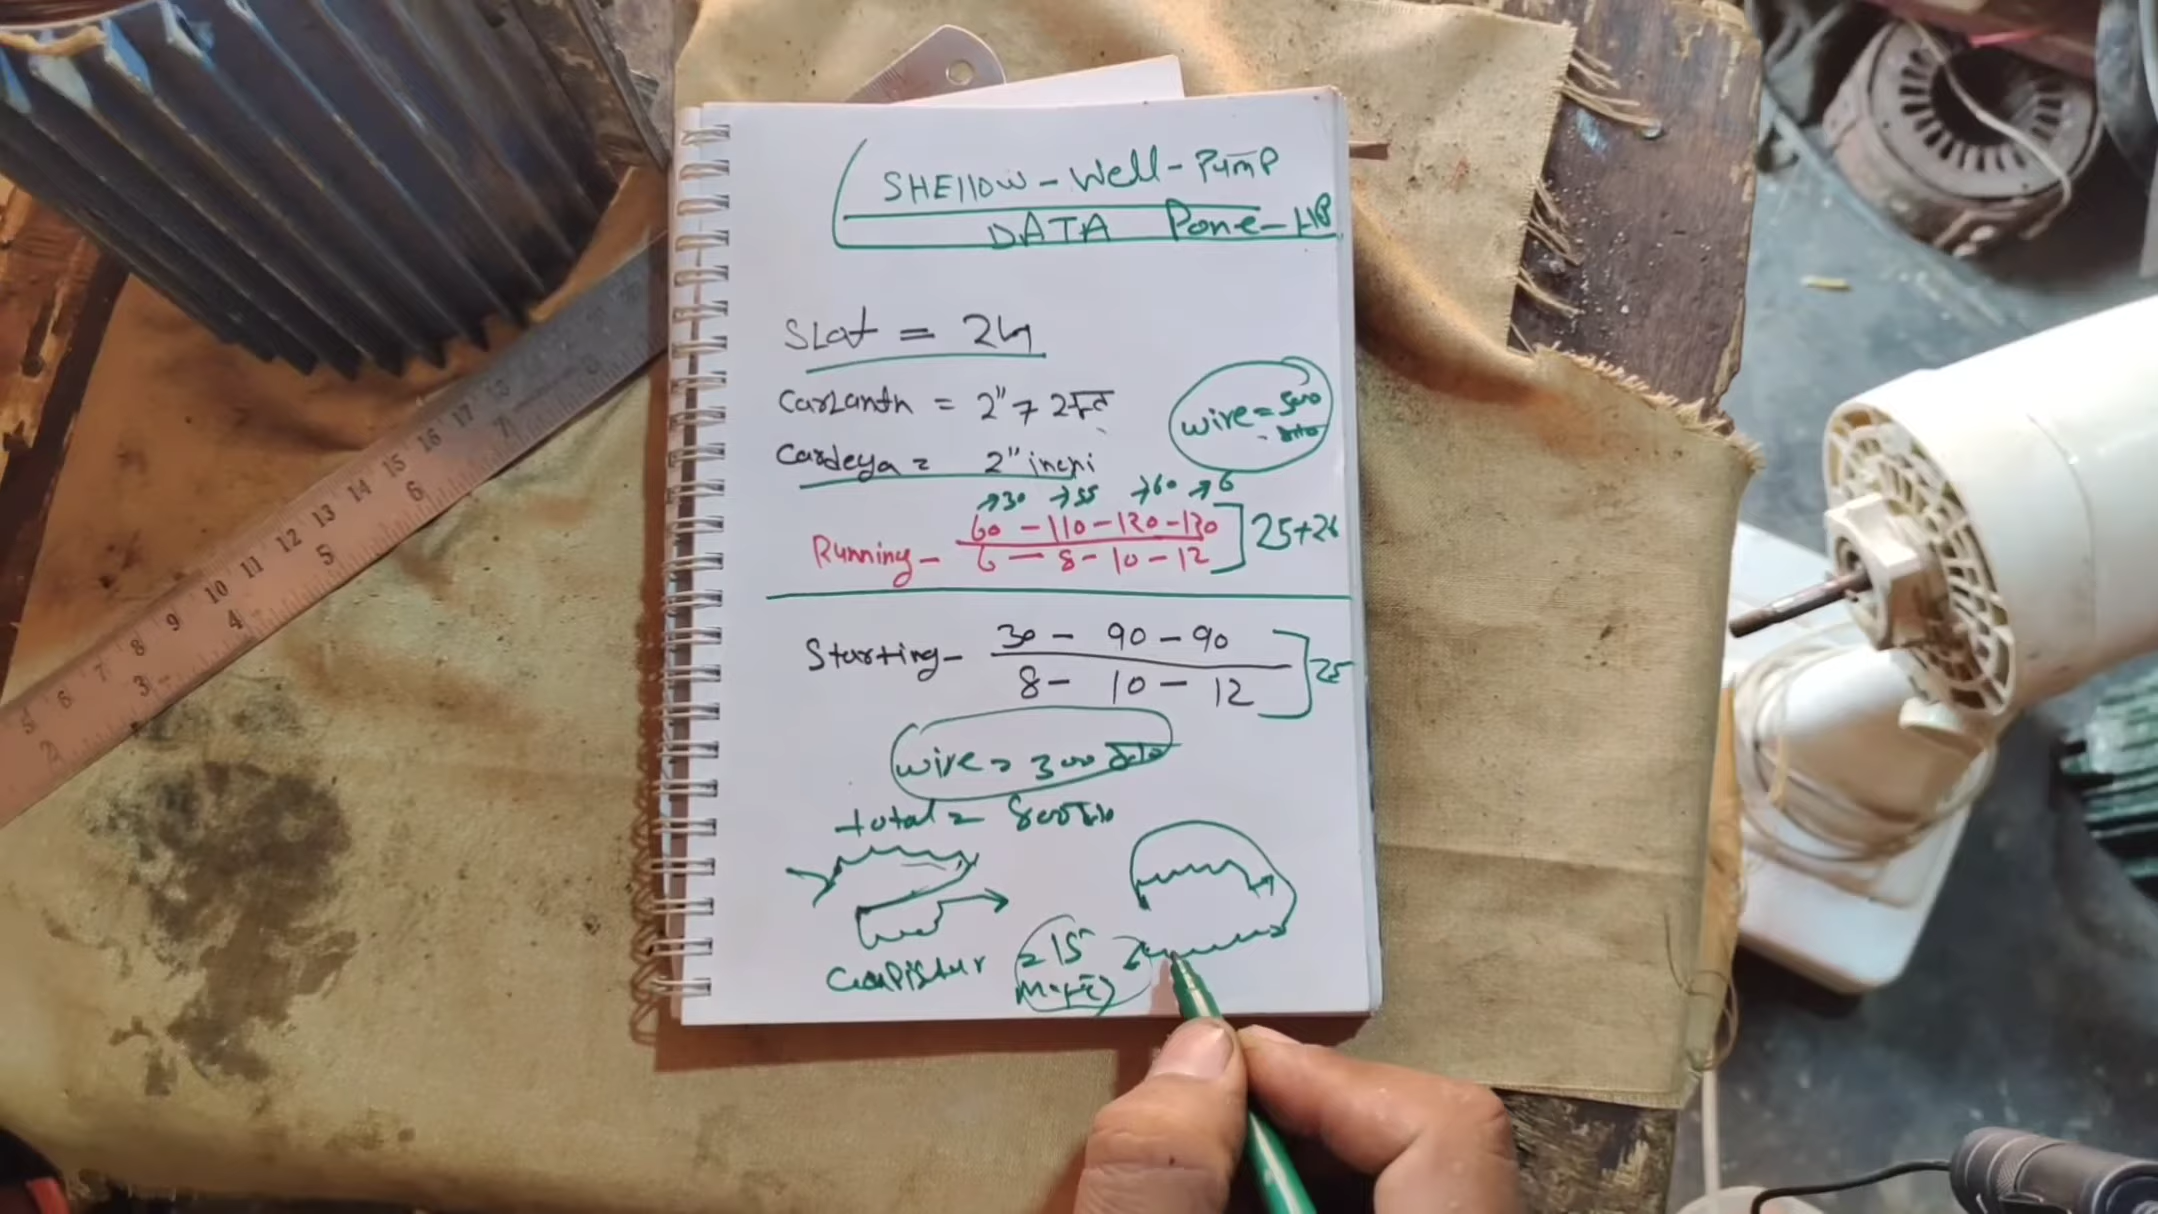 SHEllOW-Well-PumP
DATA Pone-HP
SLot = 24
CarLanth = 2" 7 2
wire=500
Cardeya= 2" inchi
→30 →55 →60 →6
60-110-120-120
Running- 6-8-10-12 ] 25+26
30-90-90
Starting- 8-10-12 ] 25
wire= 300
total= 800
=15